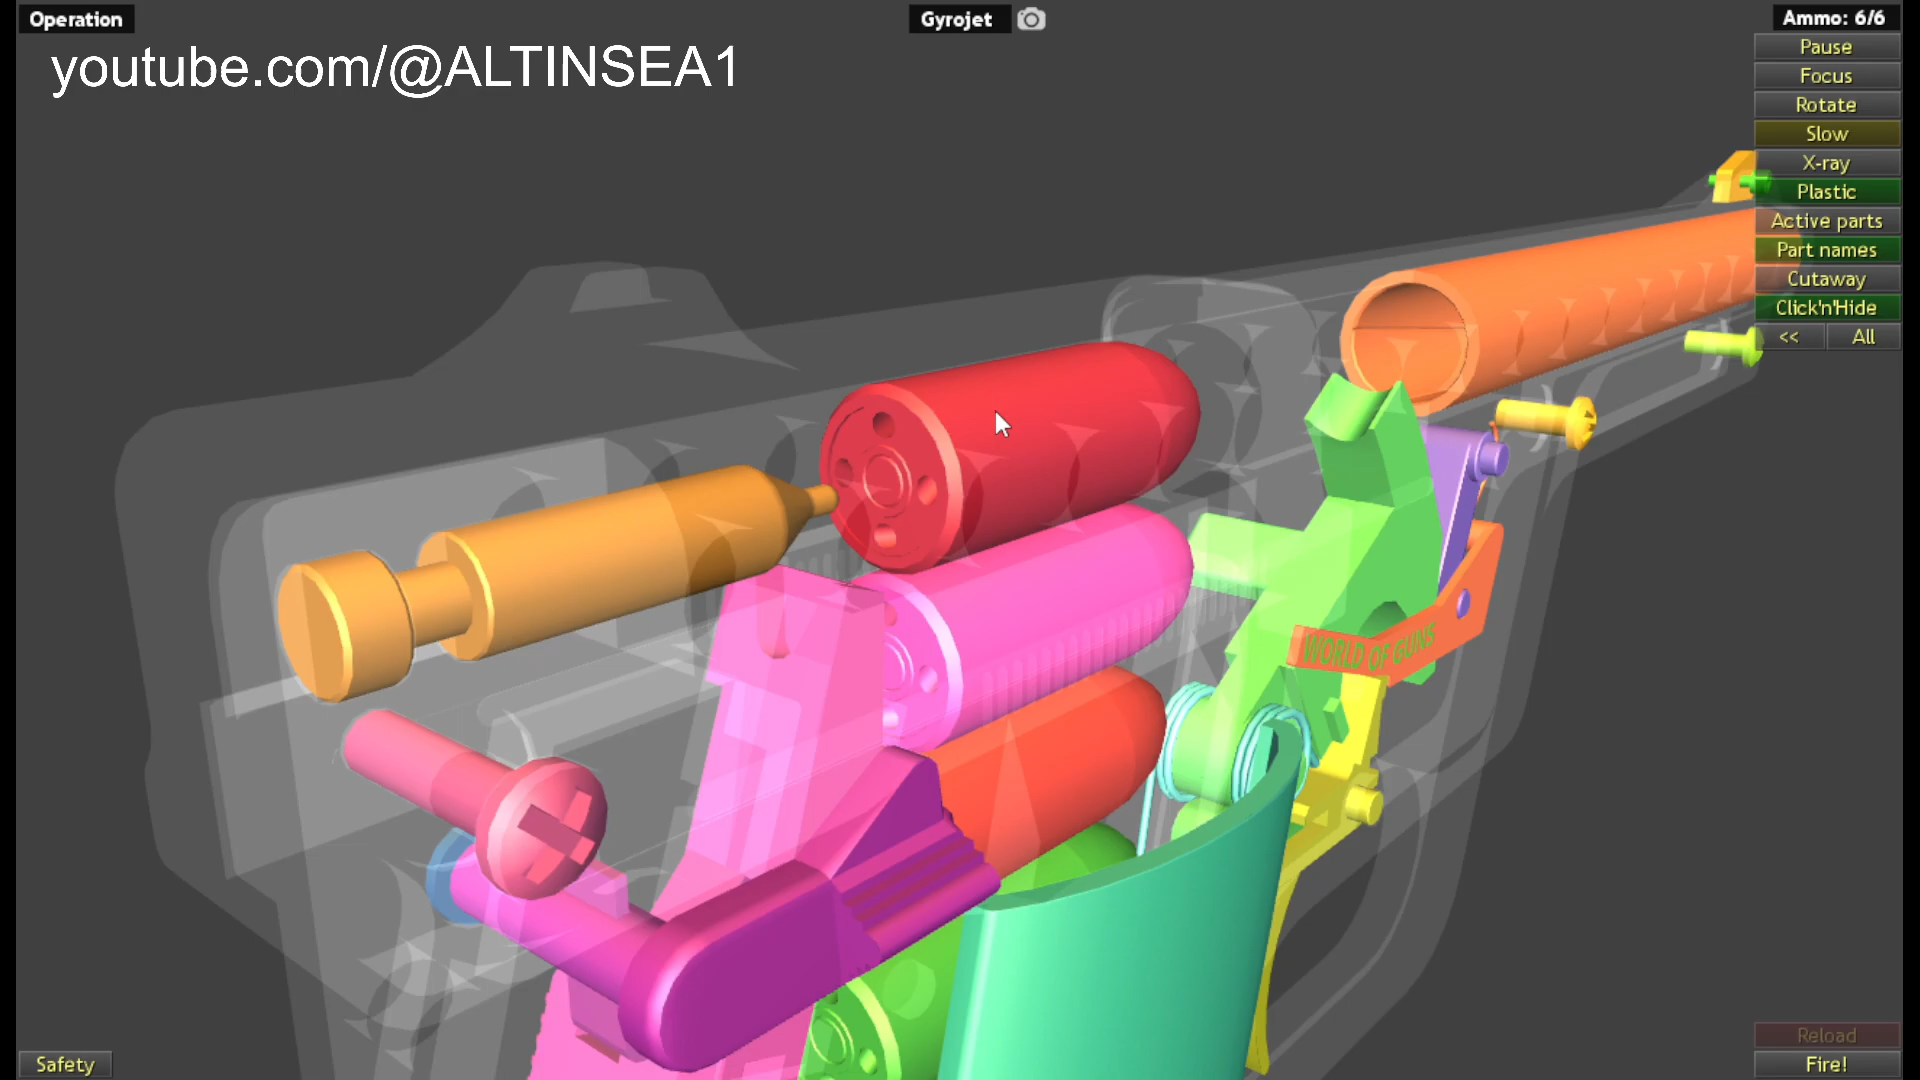 Operation
Gyrojet
Ammo: 6/6
youtube.com/@ALTINSEA1
Pause
Focus
Rotate
Slow
X-ray
Plastic
Active parts
Part names
Cutaway
Click'n'Hide
<< All
WORLD OF GUNS
Reload
Safety
Fire!